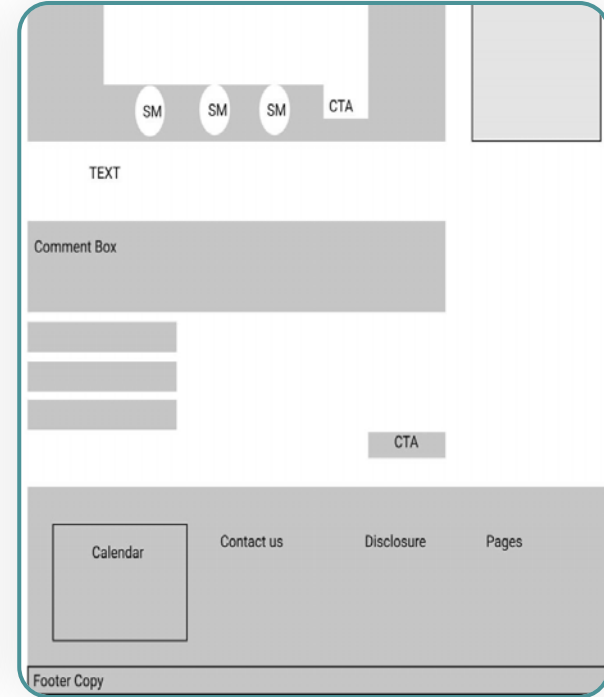 SM SM SM CTA
TEXT
Comment Box
CTA
Calendar Contact us Disclosure Pages
Footer Copy